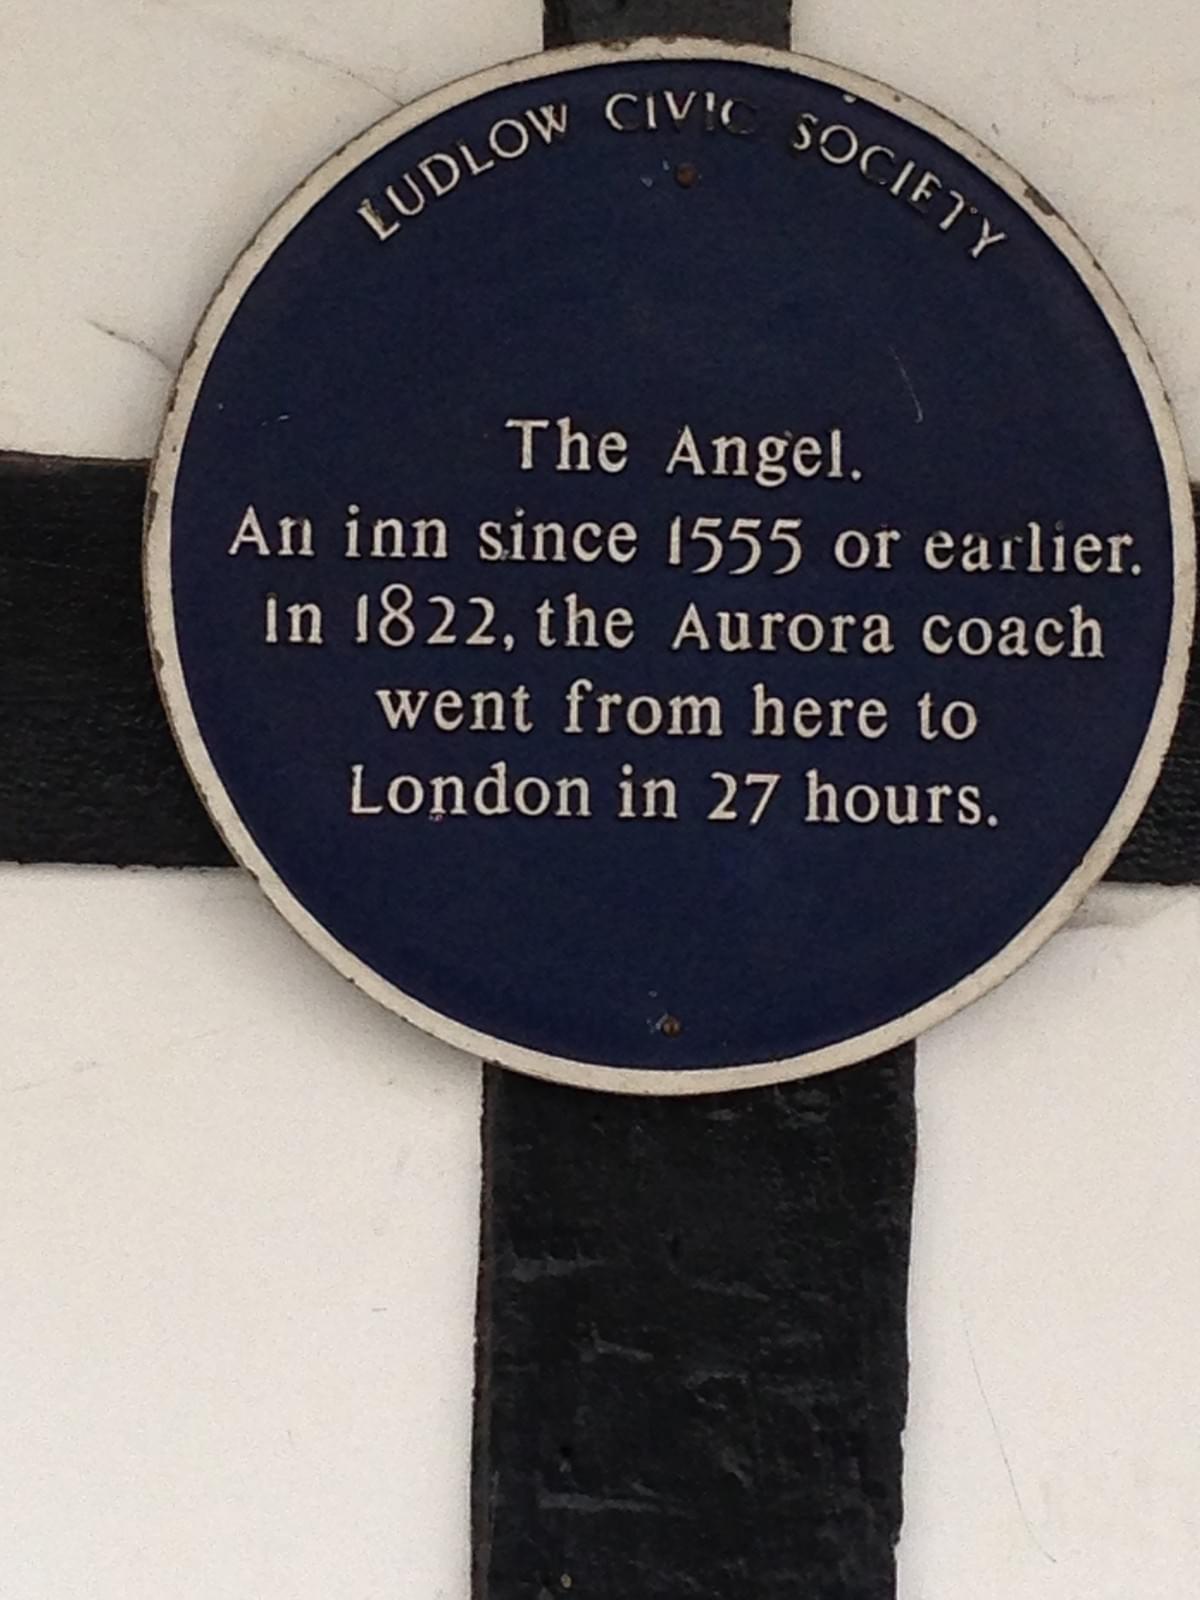 LUDLOW CIVIC SOCIETY
The Angel.
An inn since 1555 or earlier.
In 1822, the Aurora coach
went from here to
London in 27 hours.